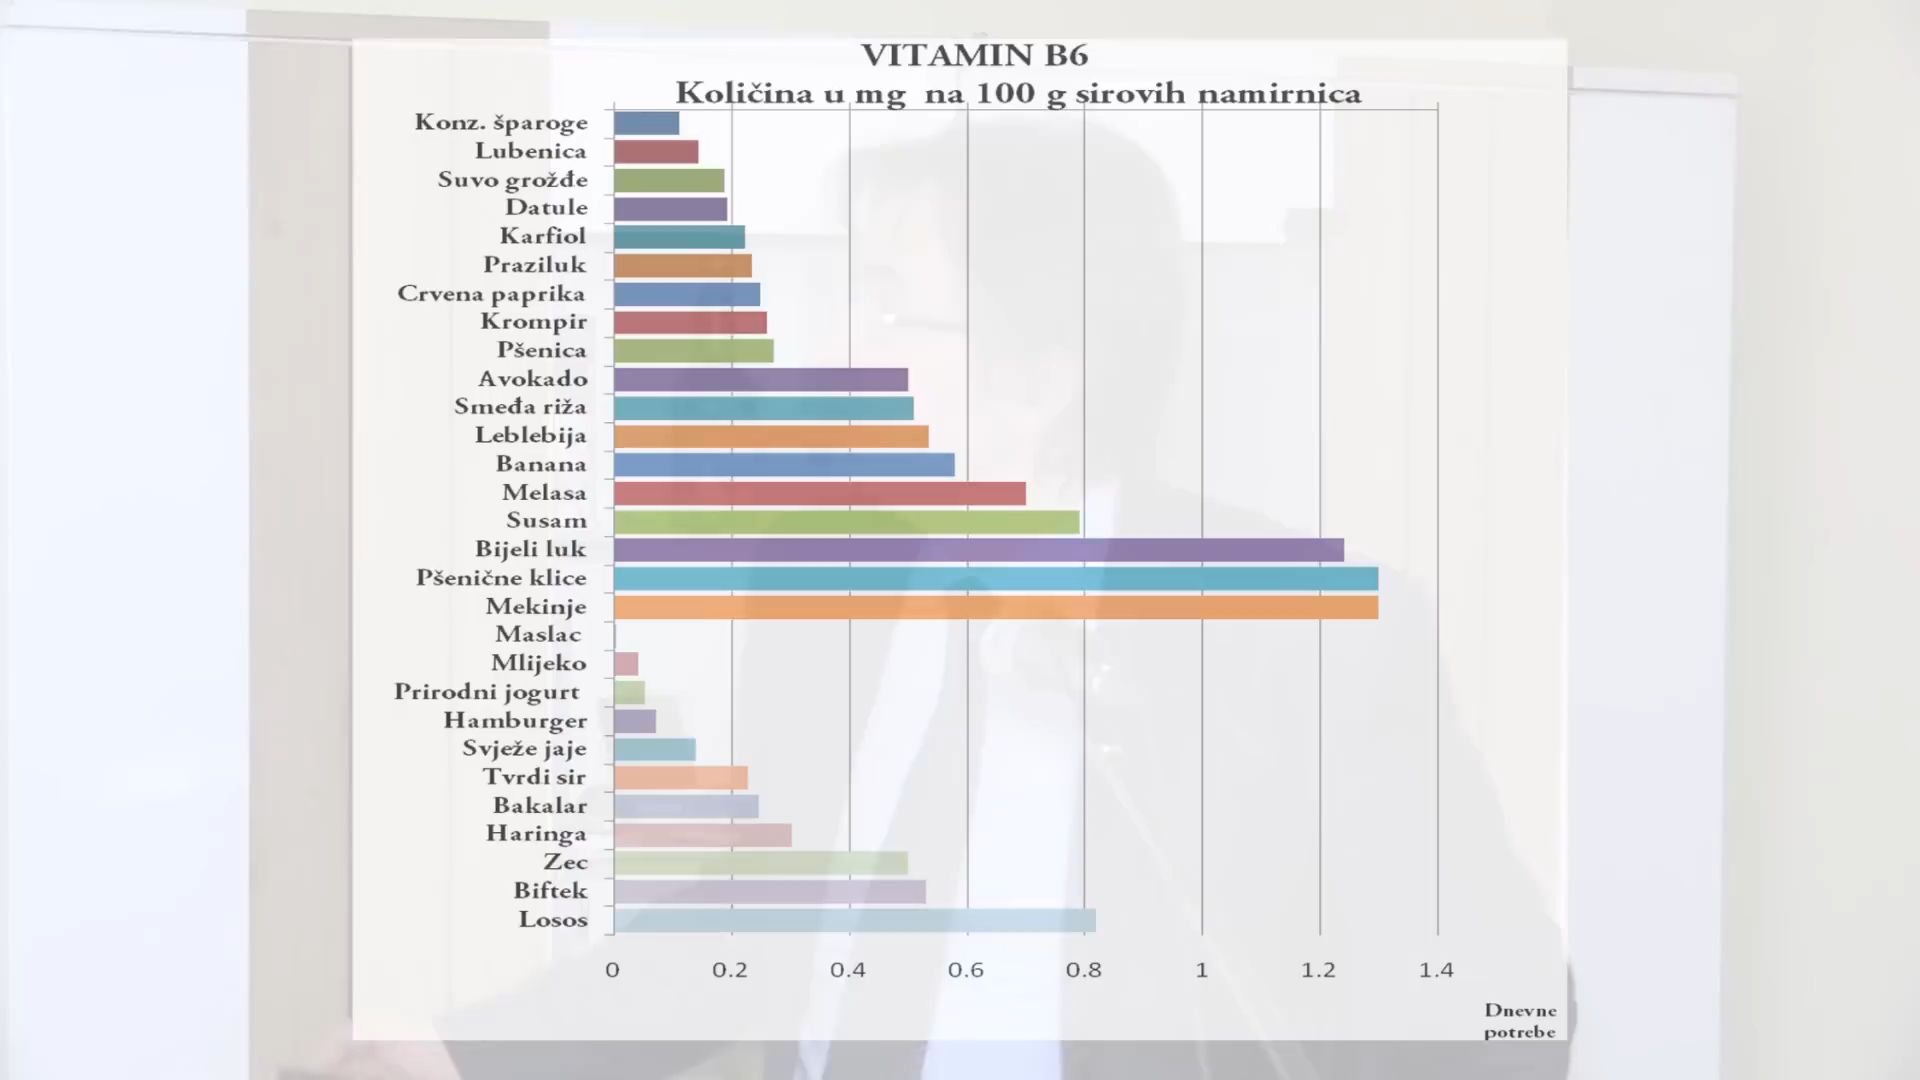 VITAMIN B6
Količina u mg na 100 g sirovih namirnica
Konz. šparoge
Lubenica
Suvo grožđe
Datule
Karfiol
Praziluk
Crvena paprika
Krompir
Pšenica
Avokado
Smeđa riža
Leblebija
Banana
Melasa
Susam
Bijeli luk
Pšenične klice
Mekinje
Maslac
Mlijeko
Prirodni jogurt
Hamburger
Svježe jaje
Tvrdi sir
Bakalar
Haringa
Zec
Biftek
Losos
0 0.2 0.4 0.6 0.8 1 1.2 1.4
Dnevne
potrebe